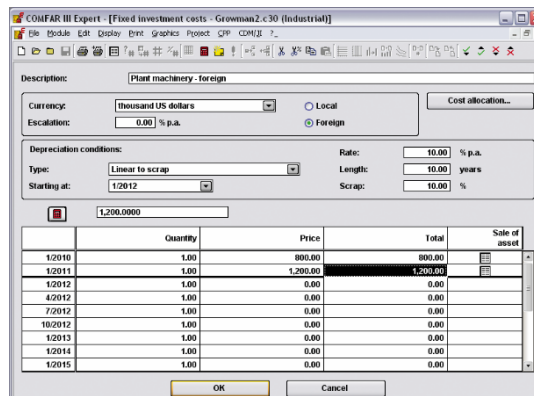 COMFAR III Expert - [Fixed investment costs - Growman2.c30 (Industrial)]
File Module Edit Display Print Graphics Project CPP CDM/JI ?_
Description: Plant machinery - foreign
Currency: thousand US dollars Local Cost allocation...
Escalation: 0.00 % p.a. Foreign
Depreciation conditions: Rate: 10.00 % p.a.
Type: Linear to scrap Length: 10.00 years
Starting at: 1/2012 Scrap: 10.00 %
1,200.0000
Quantity Price Total Sale of asset
1/2010 1.00 800.00 800.00
1/2011 1.00 1,200.00 1,200.00
1/2012 1.00 0.00 0.00
4/2012 1.00 0.00 0.00
7/2012 1.00 0.00 0.00
10/2012 1.00 0.00 0.00
1/2013 1.00 0.00 0.00
1/2014 1.00 0.00 0.00
1/2015 1.00 0.00 0.00
OK Cancel